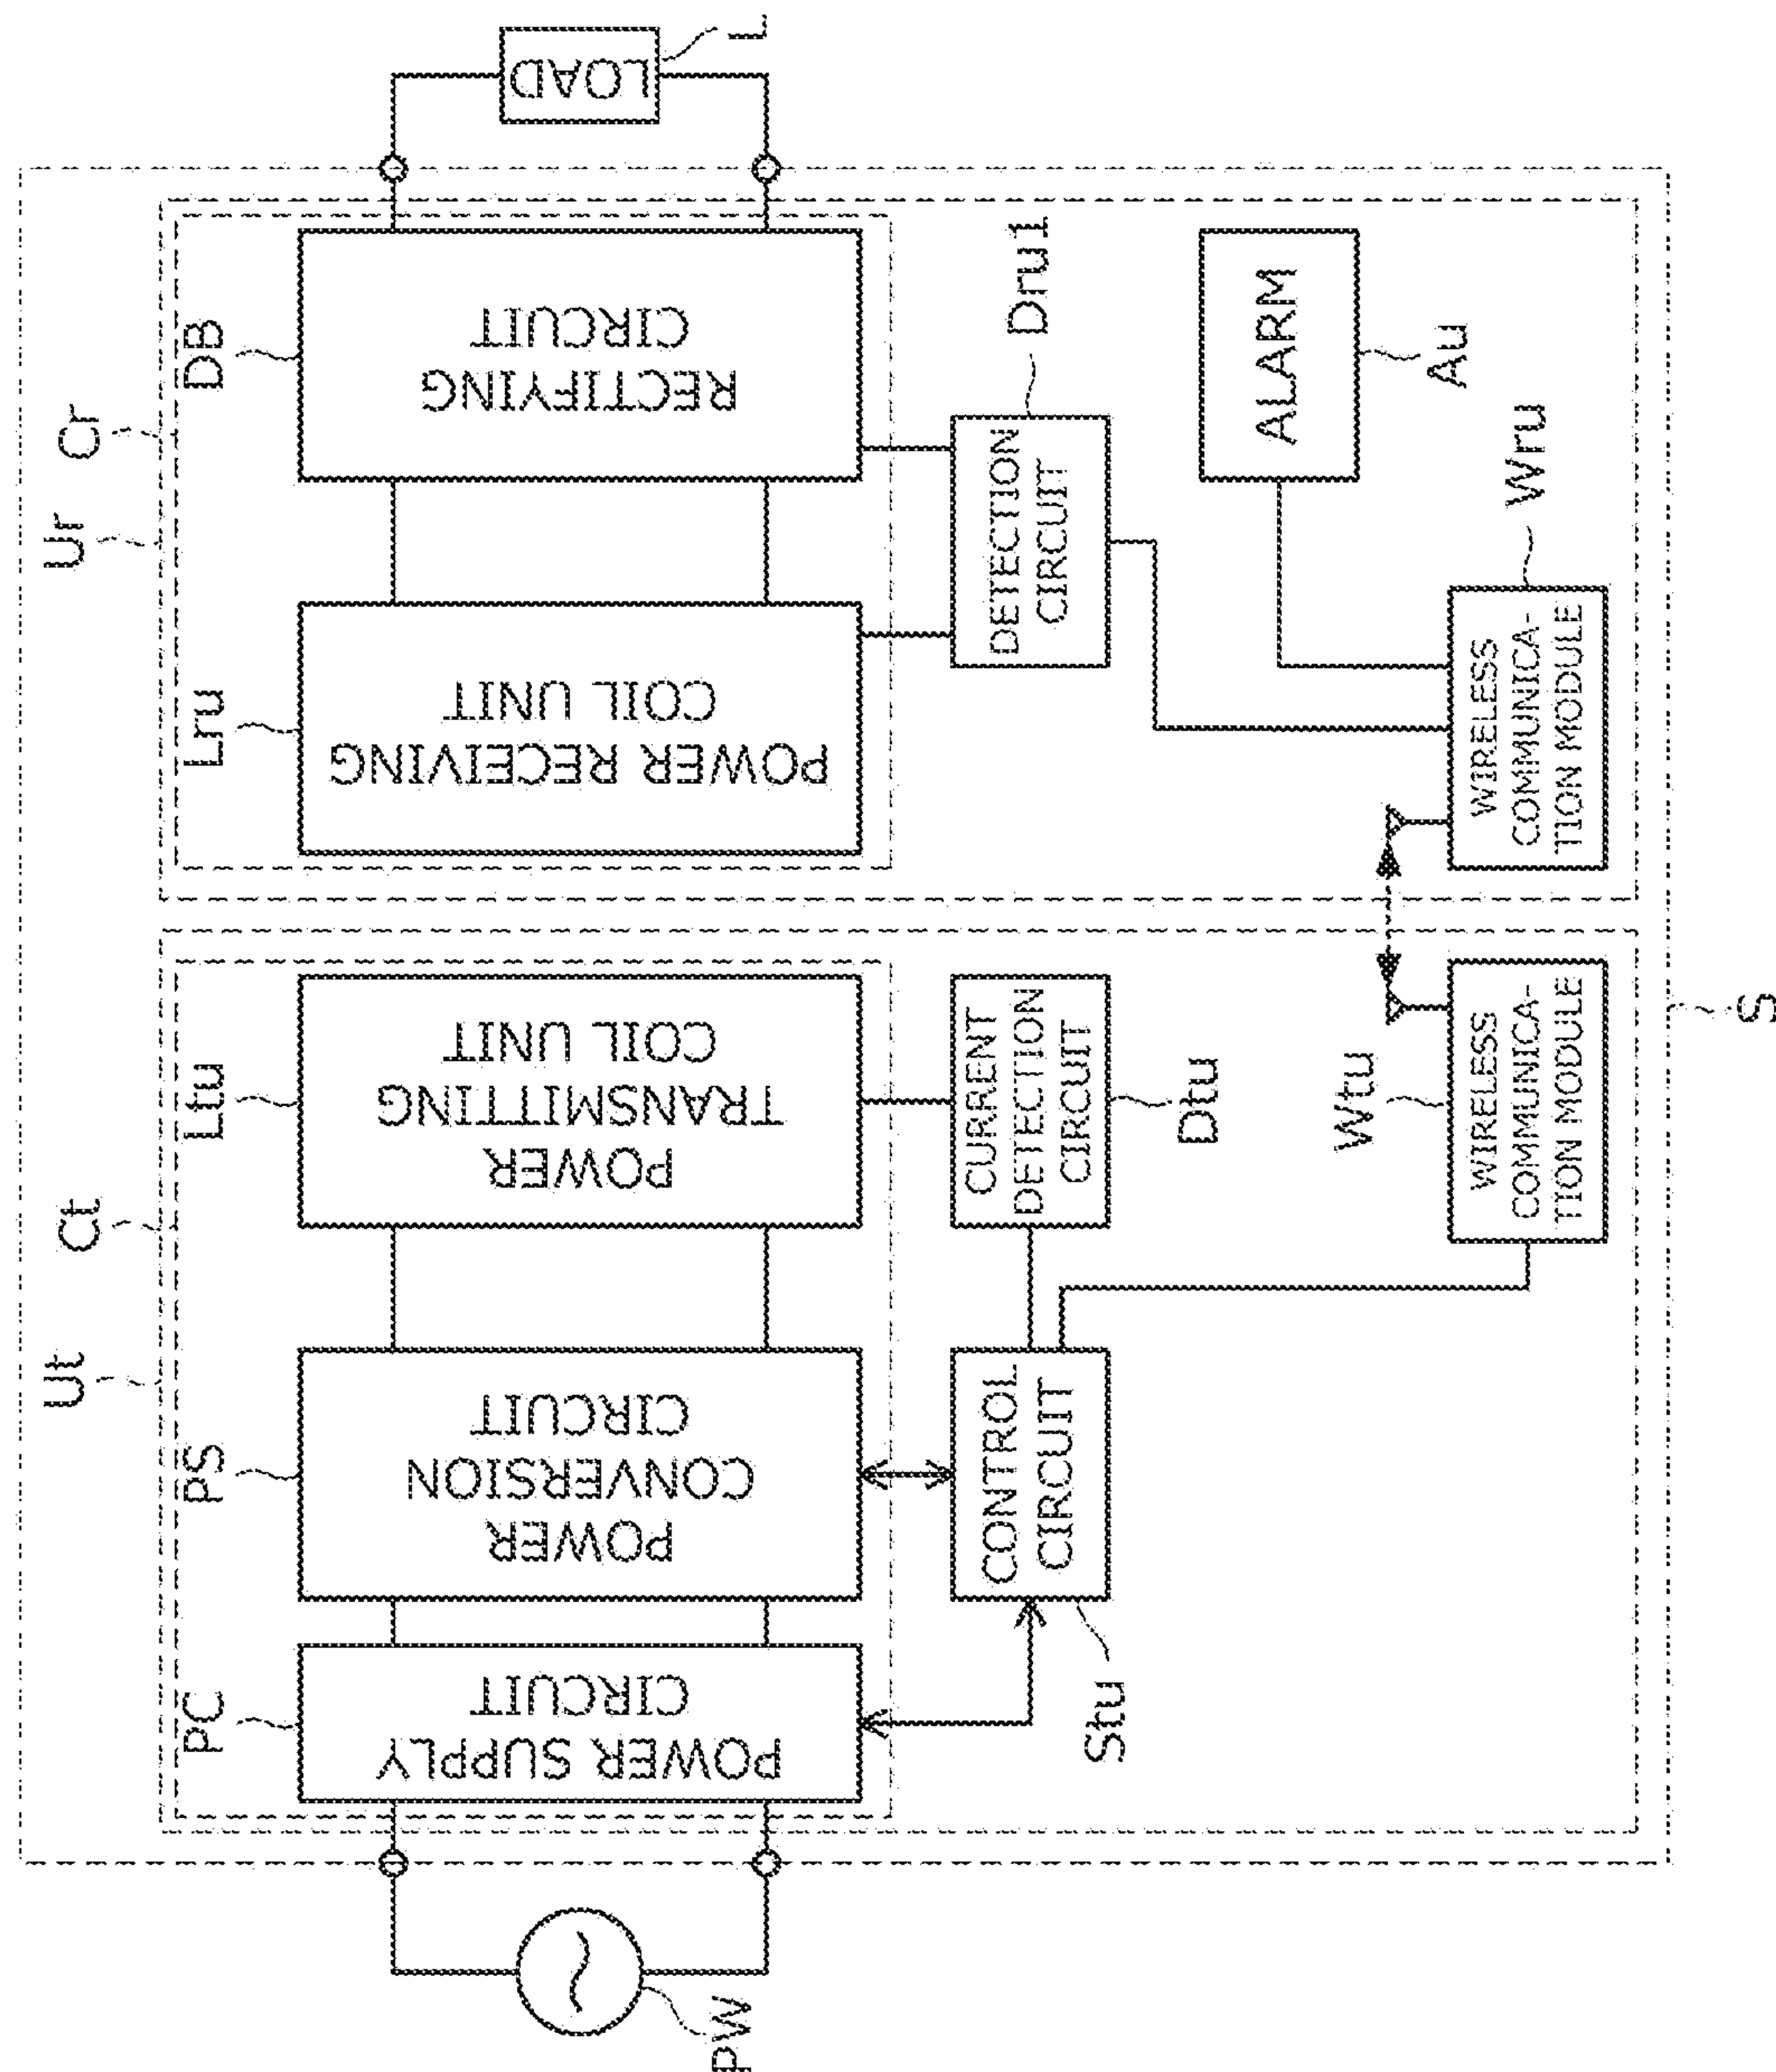 Ut
Ct
PC
PS
Ltu
Ur
Cr
Lru
DB
POWER SUPPLY
CIRCUIT
POWER
CONVERSION
CIRCUIT
POWER
TRANSMITTING
COIL UNIT
POWER RECEIVING
COIL UNIT
RECTIFYING
CIRCUIT
LOAD
L
PW
CONTROL
CIRCUIT
Stu
CURRENT
DETECTION
CIRCUIT
Dtu
DETECTION
CIRCUIT
Dru1
ALARM
Au
Wtu
WIRELESS
COMMUNICA-
TION MODULE
Wru
WIRELESS
COMMUNICA-
TION MODULE
S